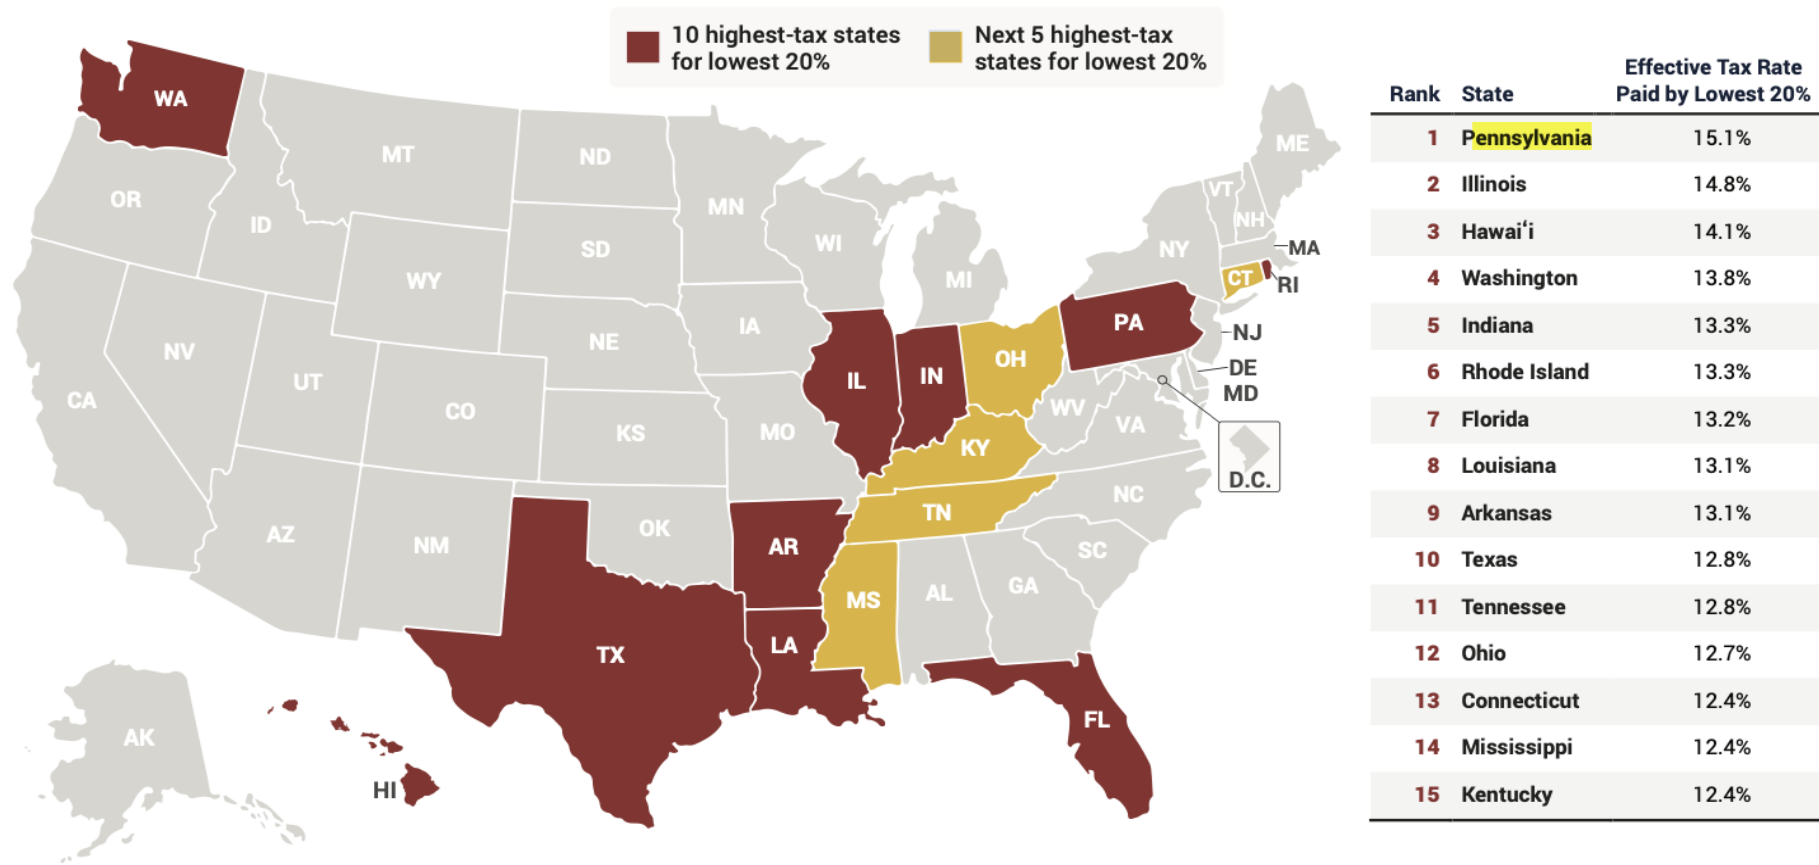 10 highest-tax states
for lowest 20%
Next 5 highest-tax
states for lowest 20%
WA
MT
ND
MN
ME
OR
ID
SD
WI
VT
NH
NY
MA
WY
MI
CT
RI
IA
PA
NJ
NV
NE
OH
UT
IL
IN
DE
MD
CA
CO
KS
MO
WV
VA
KY
D.C.
NC
TN
AZ
NM
OK
AR
SC
MS
AL
GA
TX
LA
FL
AK
HI
Rank State Effective Tax Rate
Paid by Lowest 20%
1 Pennsylvania 15.1%
2 Illinois 14.8%
3 Hawaiʻi 14.1%
4 Washington 13.8%
5 Indiana 13.3%
6 Rhode Island 13.3%
7 Florida 13.2%
8 Louisiana 13.1%
9 Arkansas 13.1%
10 Texas 12.8%
11 Tennessee 12.8%
12 Ohio 12.7%
13 Connecticut 12.4%
14 Mississippi 12.4%
15 Kentucky 12.4%